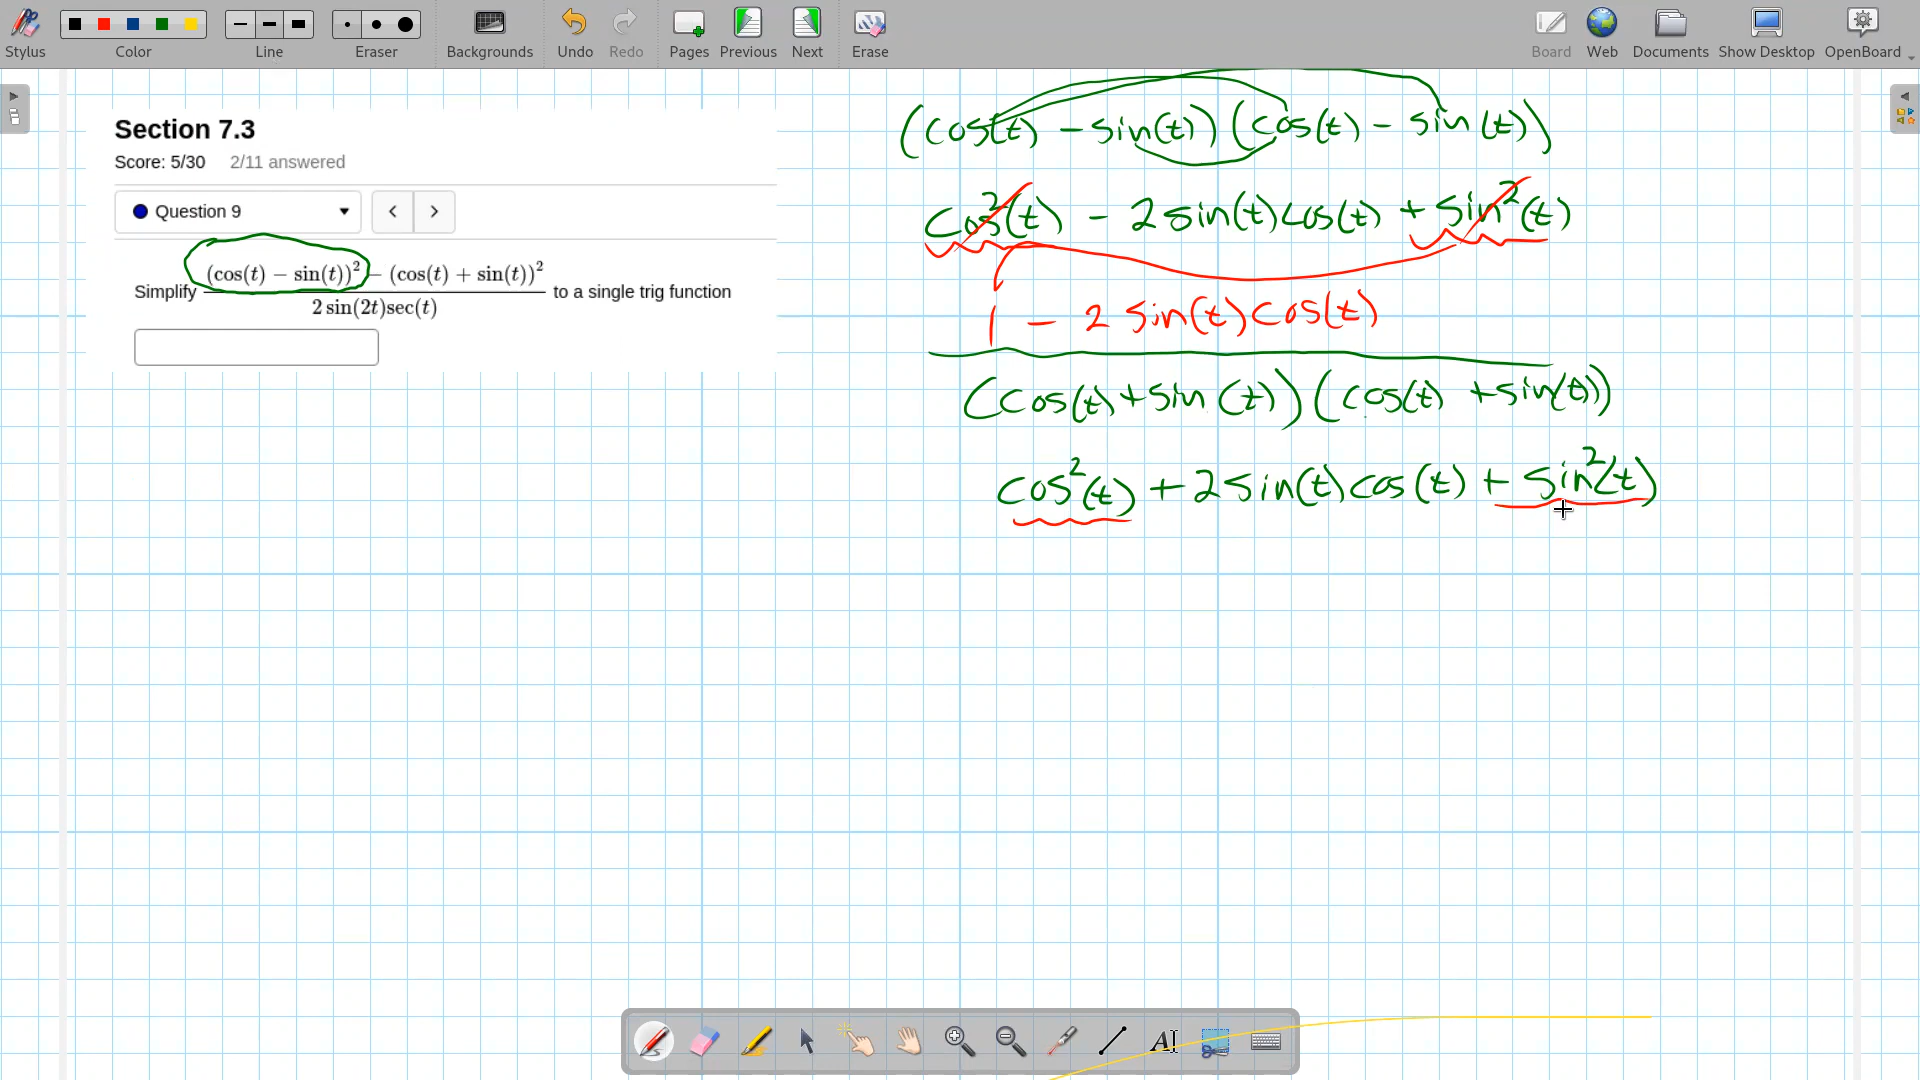 Stylus Color Line Eraser Backgrounds Undo Redo Pages Previous Next Erase Board Web Documents Show Desktop OpenBoard
Section 7.3
Score: 5/30 2/11 answered
Question 9
Simplify (cos(t) − sin(t))² − (cos(t) + sin(t))² / 2 sin(2t)sec(t) to a single trig function
(cos(t) - sin(t))(cos(t) - sin(t))
cos²(t) - 2sin(t)cos(t) + sin²(t)
1 - 2 sin(t)cos(t)
(cos(t)+sin(t))(cos(t)+sin(t))
cos²(t) + 2sin(t)cos(t) + sin²(t)